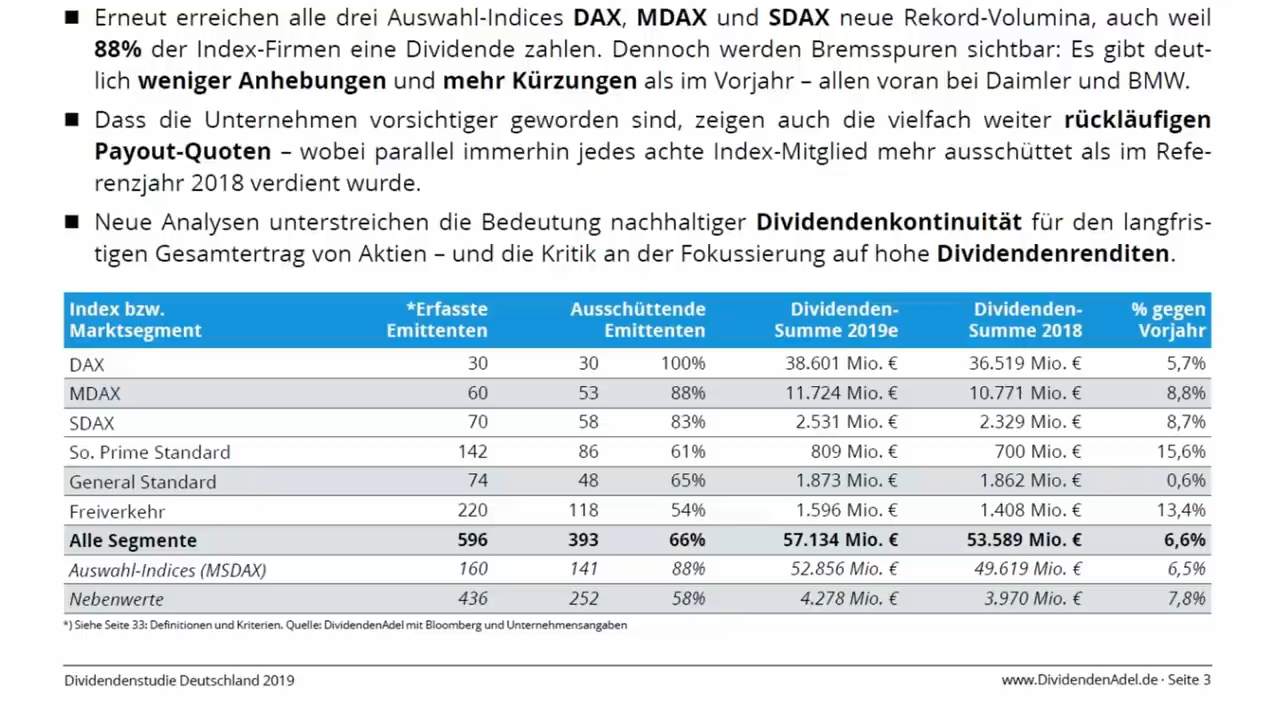 ■ Erneut erreichen alle drei Auswahl-Indices DAX, MDAX und SDAX neue Rekord-Volumina, auch weil
88% der Index-Firmen eine Dividende zahlen. Dennoch werden Bremsspuren sichtbar: Es gibt deut-
lich weniger Anhebungen und mehr Kürzungen als im Vorjahr – allen voran bei Daimler und BMW.
■ Dass die Unternehmen vorsichtiger geworden sind, zeigen auch die vielfach weiter rückläufigen
Payout-Quoten – wobei parallel immerhin jedes achte Index-Mitglied mehr ausschüttet als im Refe-
renzjahr 2018 verdient wurde.
■ Neue Analysen unterstreichen die Bedeutung nachhaltiger Dividendenkontinuität für den langfris-
tigen Gesamtertrag von Aktien – und die Kritik an der Fokussierung auf hohe Dividendenrenditen.
Index bzw. *Erfasste Ausschüttende Dividenden- Dividenden- % gegen
Marktsegment Emittenten Emittenten Summe 2019e Summe 2018 Vorjahr
DAX 30 30 100% 38.601 Mio. € 36.519 Mio. € 5,7%
MDAX 60 53 88% 11.724 Mio. € 10.771 Mio. € 8,8%
SDAX 70 58 83% 2.531 Mio. € 2.329 Mio. € 8,7%
So. Prime Standard 142 86 61% 809 Mio. € 700 Mio. € 15,6%
General Standard 74 48 65% 1.873 Mio. € 1.862 Mio. € 0,6%
Freiverkehr 220 118 54% 1.596 Mio. € 1.408 Mio. € 13,4%
Alle Segmente 596 393 66% 57.134 Mio. € 53.589 Mio. € 6,6%
Auswahl-Indices (MSDAX) 160 141 88% 52.856 Mio. € 49.619 Mio. € 6,5%
Nebenwerte 436 252 58% 4.278 Mio. € 3.970 Mio. € 7,8%
*) Siehe Seite 33: Definitionen und Kriterien. Quelle: DividendenAdel mit Bloomberg und Unternehmensangaben
Dividendenstudie Deutschland 2019 www.DividendenAdel.de · Seite 3